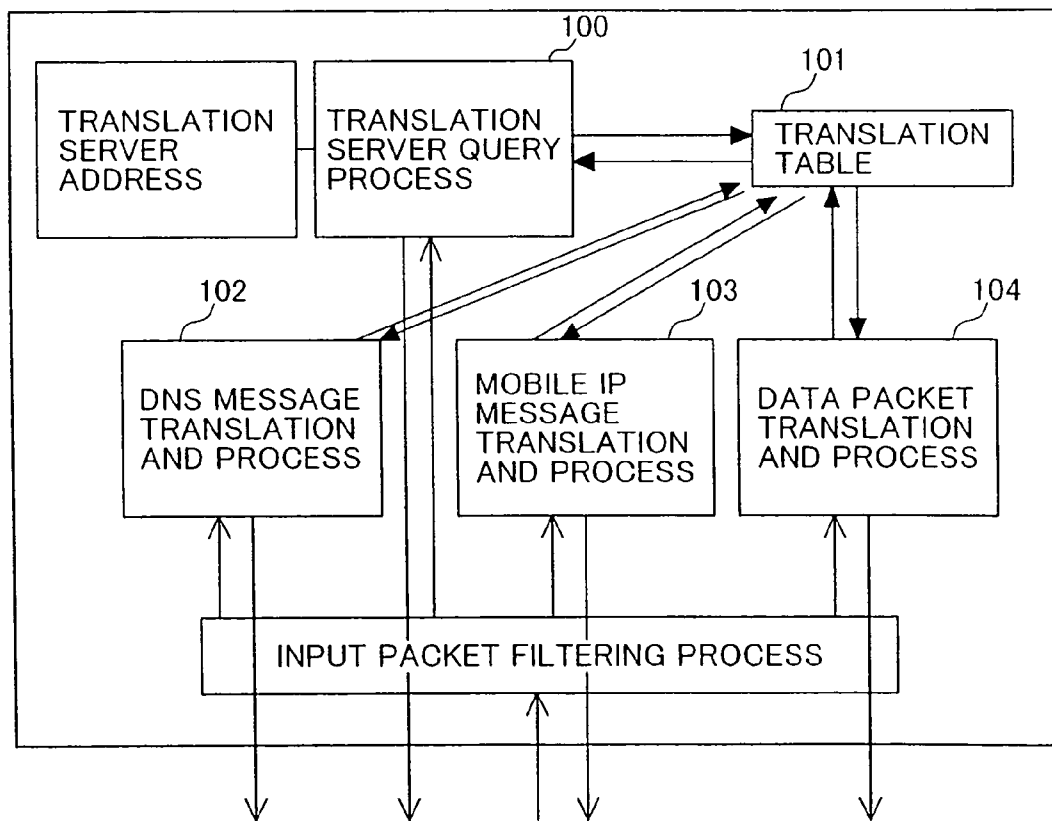 100
101
TRANSLATION
SERVER
ADDRESS
TRANSLATION
SERVER QUERY
PROCESS
TRANSLATION
TABLE
102
103
104
DNS MESSAGE
TRANSLATION
AND PROCESS
MOBILE IP
MESSAGE
TRANSLATION
AND PROCESS
DATA PACKET
TRANSLATION
AND PROCESS
INPUT PACKET FILTERING PROCESS